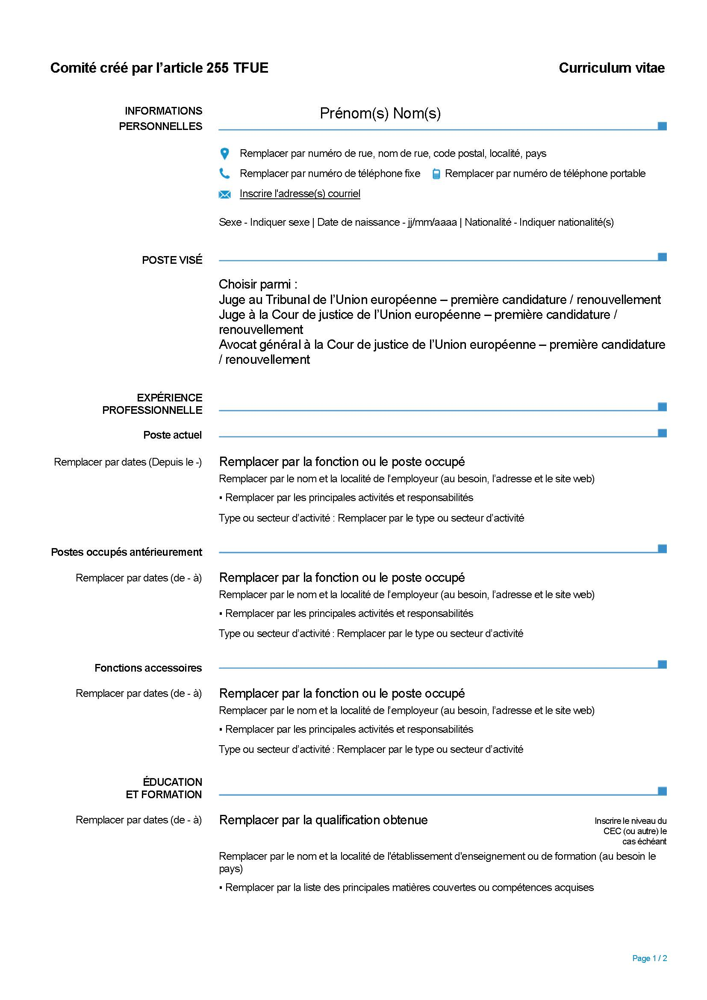 Comité créé par l’article 255 TFUE Curriculum vitae
INFORMATIONS
PERSONNELLES
Prénom(s) Nom(s)
Remplacer par numéro de rue, nom de rue, code postal, localité, pays
Remplacer par numéro de téléphone fixe Remplacer par numéro de téléphone portable
Inscrire l'adresse(s) courriel
Sexe - Indiquer sexe | Date de naissance - jj/mm/aaaa | Nationalité - Indiquer nationalité(s)
POSTE VISÉ
Choisir parmi :
Juge au Tribunal de l’Union européenne – première candidature / renouvellement
Juge à la Cour de justice de l’Union européenne – première candidature /
renouvellement
Avocat général à la Cour de justice de l’Union européenne – première candidature
/ renouvellement
EXPÉRIENCE
PROFESSIONNELLE
Poste actuel
Remplacer par dates (Depuis le -) Remplacer par la fonction ou le poste occupé
Remplacer par le nom et la localité de l’employeur (au besoin, l’adresse et le site web)
▪ Remplacer par les principales activités et responsabilités
Type ou secteur d’activité : Remplacer par le type ou secteur d’activité
Postes occupés antérieurement
Remplacer par dates (de - à) Remplacer par la fonction ou le poste occupé
Remplacer par le nom et la localité de l’employeur (au besoin, l’adresse et le site web)
▪ Remplacer par les principales activités et responsabilités
Type ou secteur d’activité : Remplacer par le type ou secteur d’activité
Fonctions accessoires
Remplacer par dates (de - à) Remplacer par la fonction ou le poste occupé
Remplacer par le nom et la localité de l’employeur (au besoin, l’adresse et le site web)
▪ Remplacer par les principales activités et responsabilités
Type ou secteur d’activité : Remplacer par le type ou secteur d’activité
ÉDUCATION
ET FORMATION
Remplacer par dates (de - à) Remplacer par la qualification obtenue
Inscrire le niveau du
CEC (ou autre) le
cas échéant
Remplacer par le nom et la localité de l'établissement d'enseignement ou de formation (au besoin le
pays)
▪ Remplacer par la liste des principales matières couvertes ou compétences acquises
Page 1 / 2